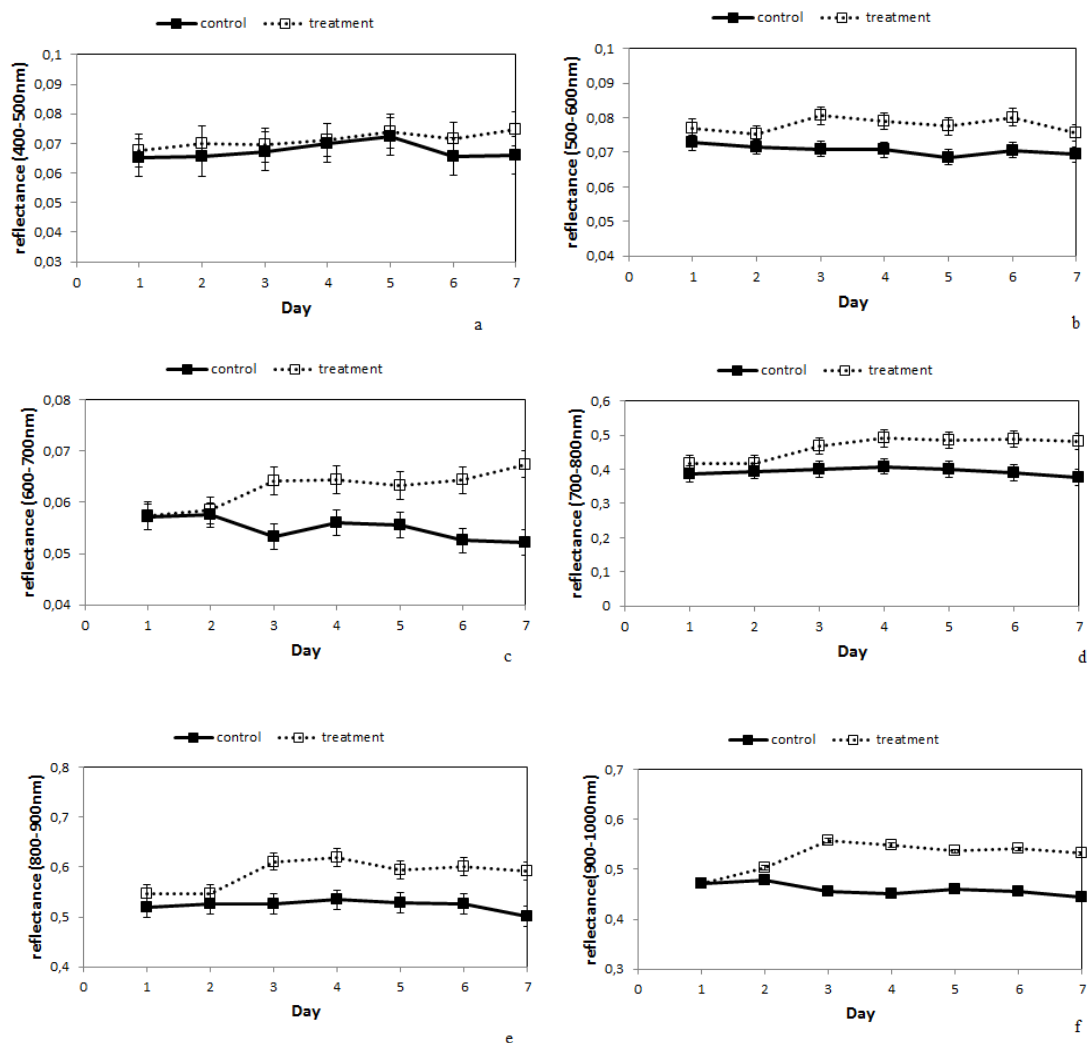 control treatment
reflectance (400-500nm)
0,1
0,09
0,08
0,07
0,06
0,05
0,04
0,03
0 1 2 3 4 5 6 7
Day
a
control treatment
reflectance (500-600nm)
0,1
0,09
0,08
0,07
0,06
0,05
0,04
0 1 2 3 4 5 6 7
Day
b
control treatment
reflectance (600-700nm)
0,08
0,07
0,06
0,05
0,04
0 1 2 3 4 5 6 7
Day
c
control treatment
reflectance (700-800nm)
0,6
0,5
0,4
0,3
0,2
0,1
0
0 1 2 3 4 5 6 7
Day
d
control treatment
reflectance (800-900nm)
0,8
0,7
0,6
0,5
0,4
0 1 2 3 4 5 6 7
Day
e
control treatment
reflectance(900-1000nm)
0,7
0,6
0,5
0,4
0,3
0 1 2 3 4 5 6 7
Day
f